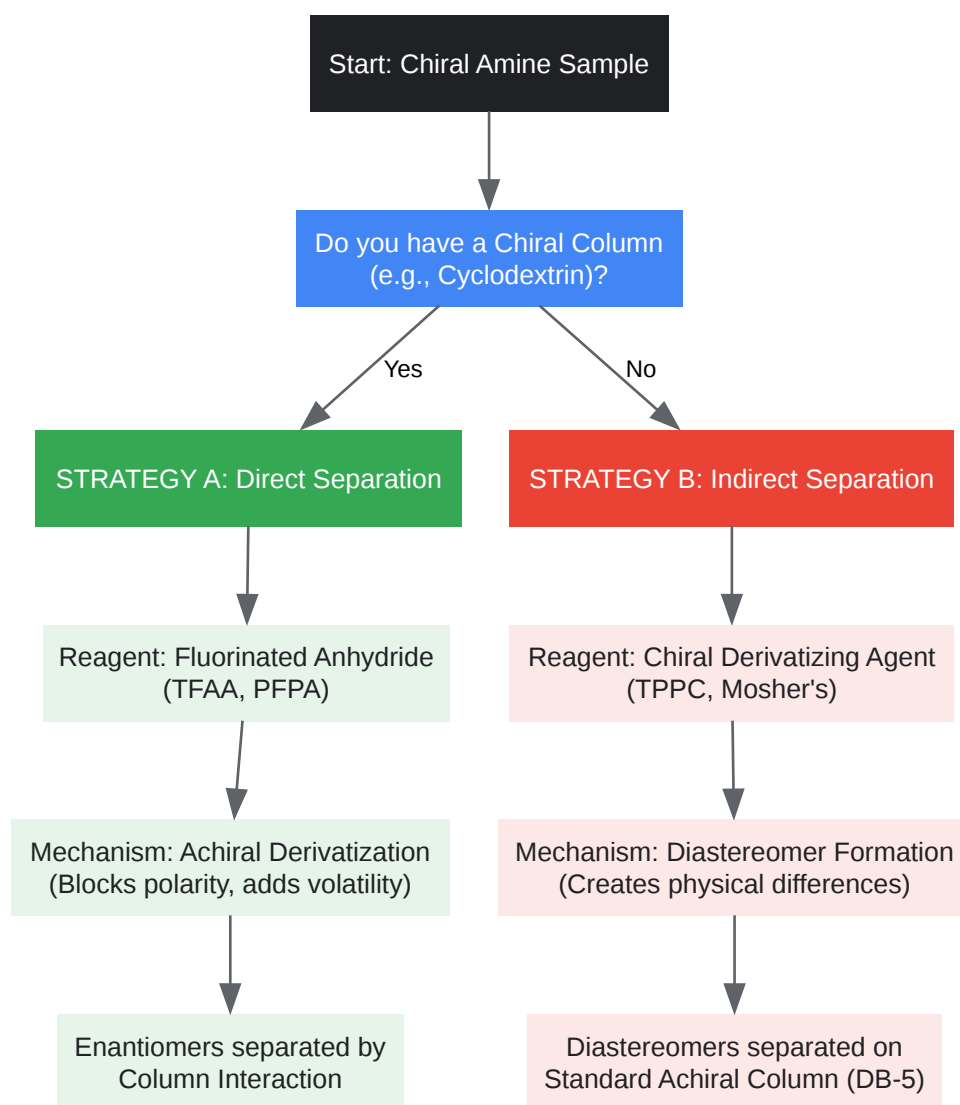 Start: Chiral Amine Sample
Do you have a Chiral Column
(e.g., Cyclodextrin)?
Yes
No
STRATEGY A: Direct Separation
STRATEGY B: Indirect Separation
Reagent: Fluorinated Anhydride
(TFAA, PFPA)
Reagent: Chiral Derivatizing Agent
(TPPC, Mosher's)
Mechanism: Achiral Derivatization
(Blocks polarity, adds volatility)
Mechanism: Diastereomer Formation
(Creates physical differences)
Enantiomers separated by
Column Interaction
Diastereomers separated on
Standard Achiral Column (DB-5)